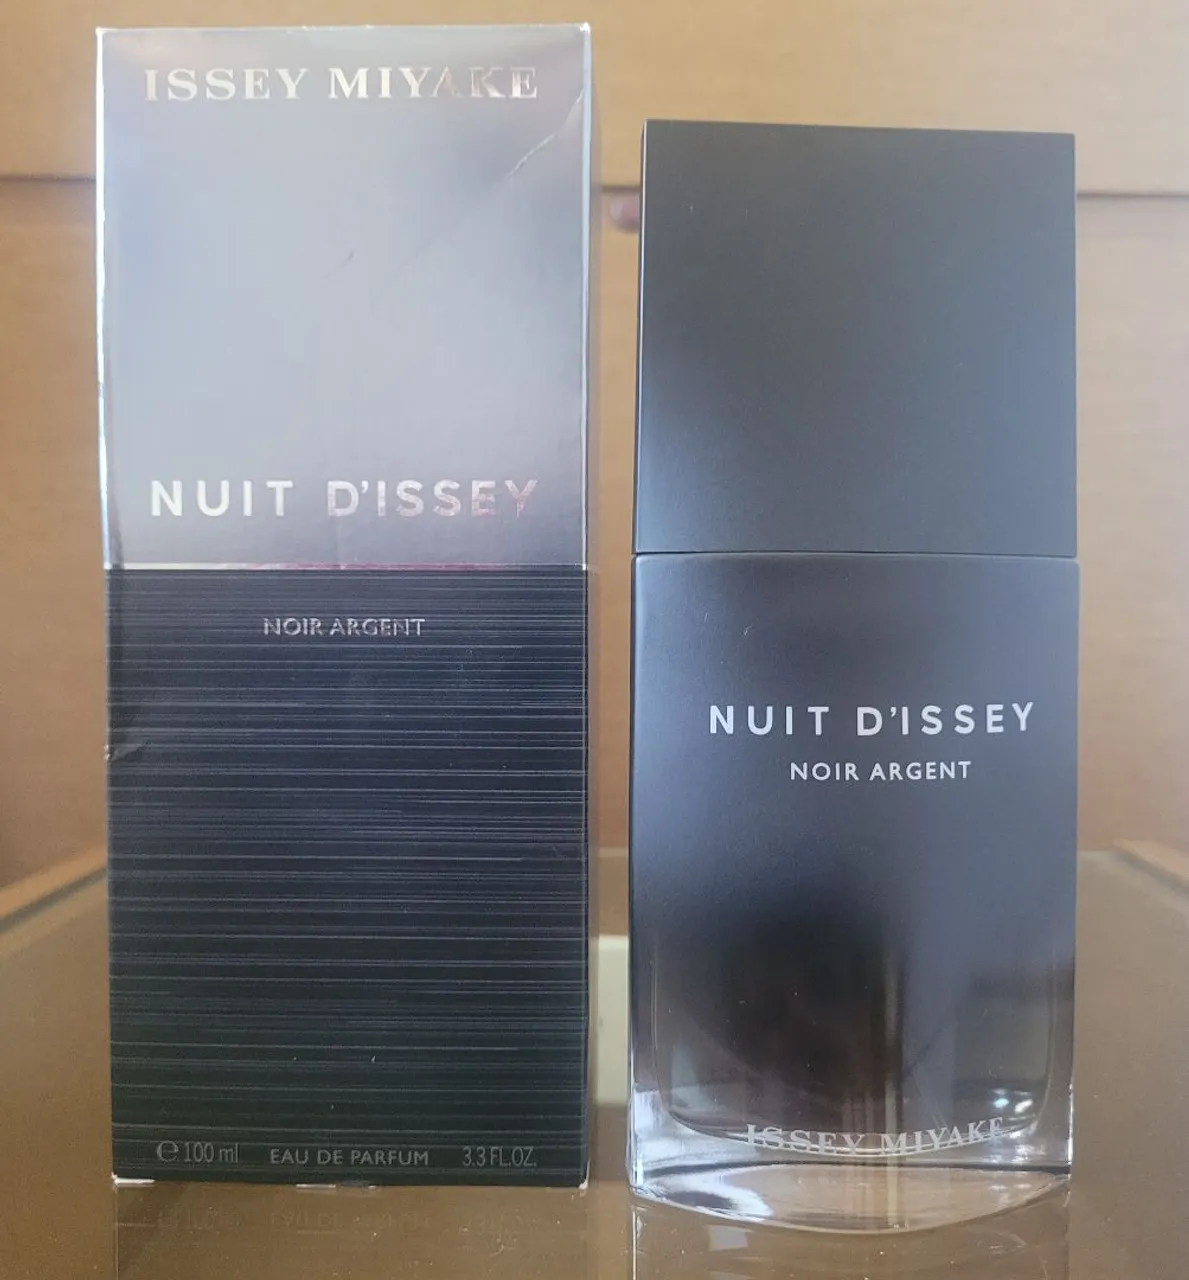 ISSEY MIYAKE
NUIT D'ISSEY
NOIR ARGENT
℮ 100 ml EAU DE PARFUM 3.3 FL.OZ.
NUIT D'ISSEY
NOIR ARGENT
ISSEY MIYAKE